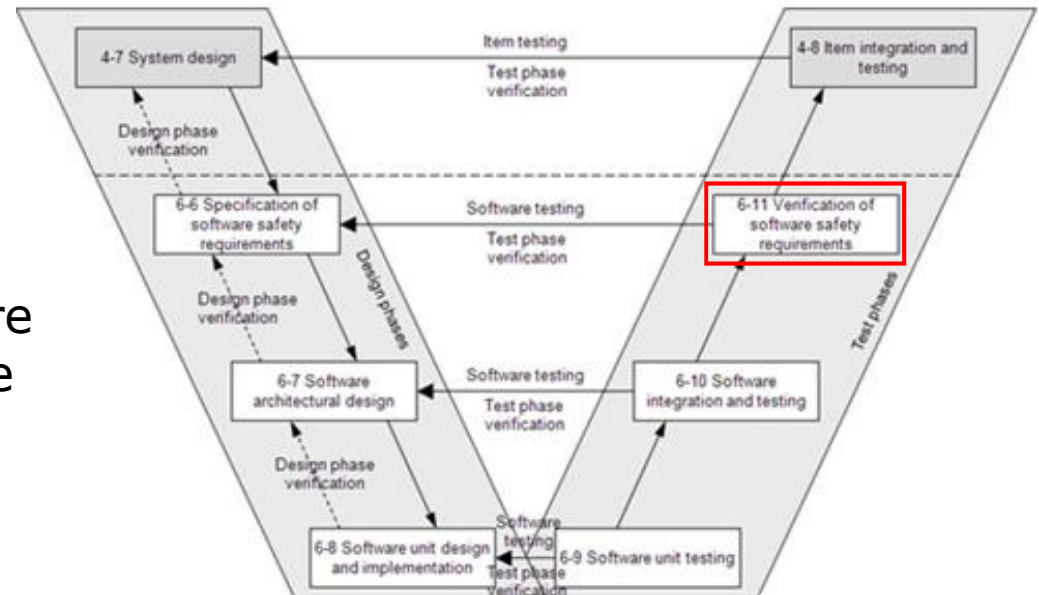 Item testing
4-7 System design
4-8 Item integration and
testing
Test phase
verification
Design phase
verification
6-6 Specification of
software safety
requirements
Software testing
Test phase
verification
6-11 Verification of
software safety
requirements
Design phases
Test phases
Design phase
verification
re
e
6-7 Software
architectural design
Software testing
Test phase
verification
6-10 Software
integration and testing
Design phase
verification
6-8 Software unit design
and implementation
Software
testing
Test phase
verification
6-9 Software unit testing